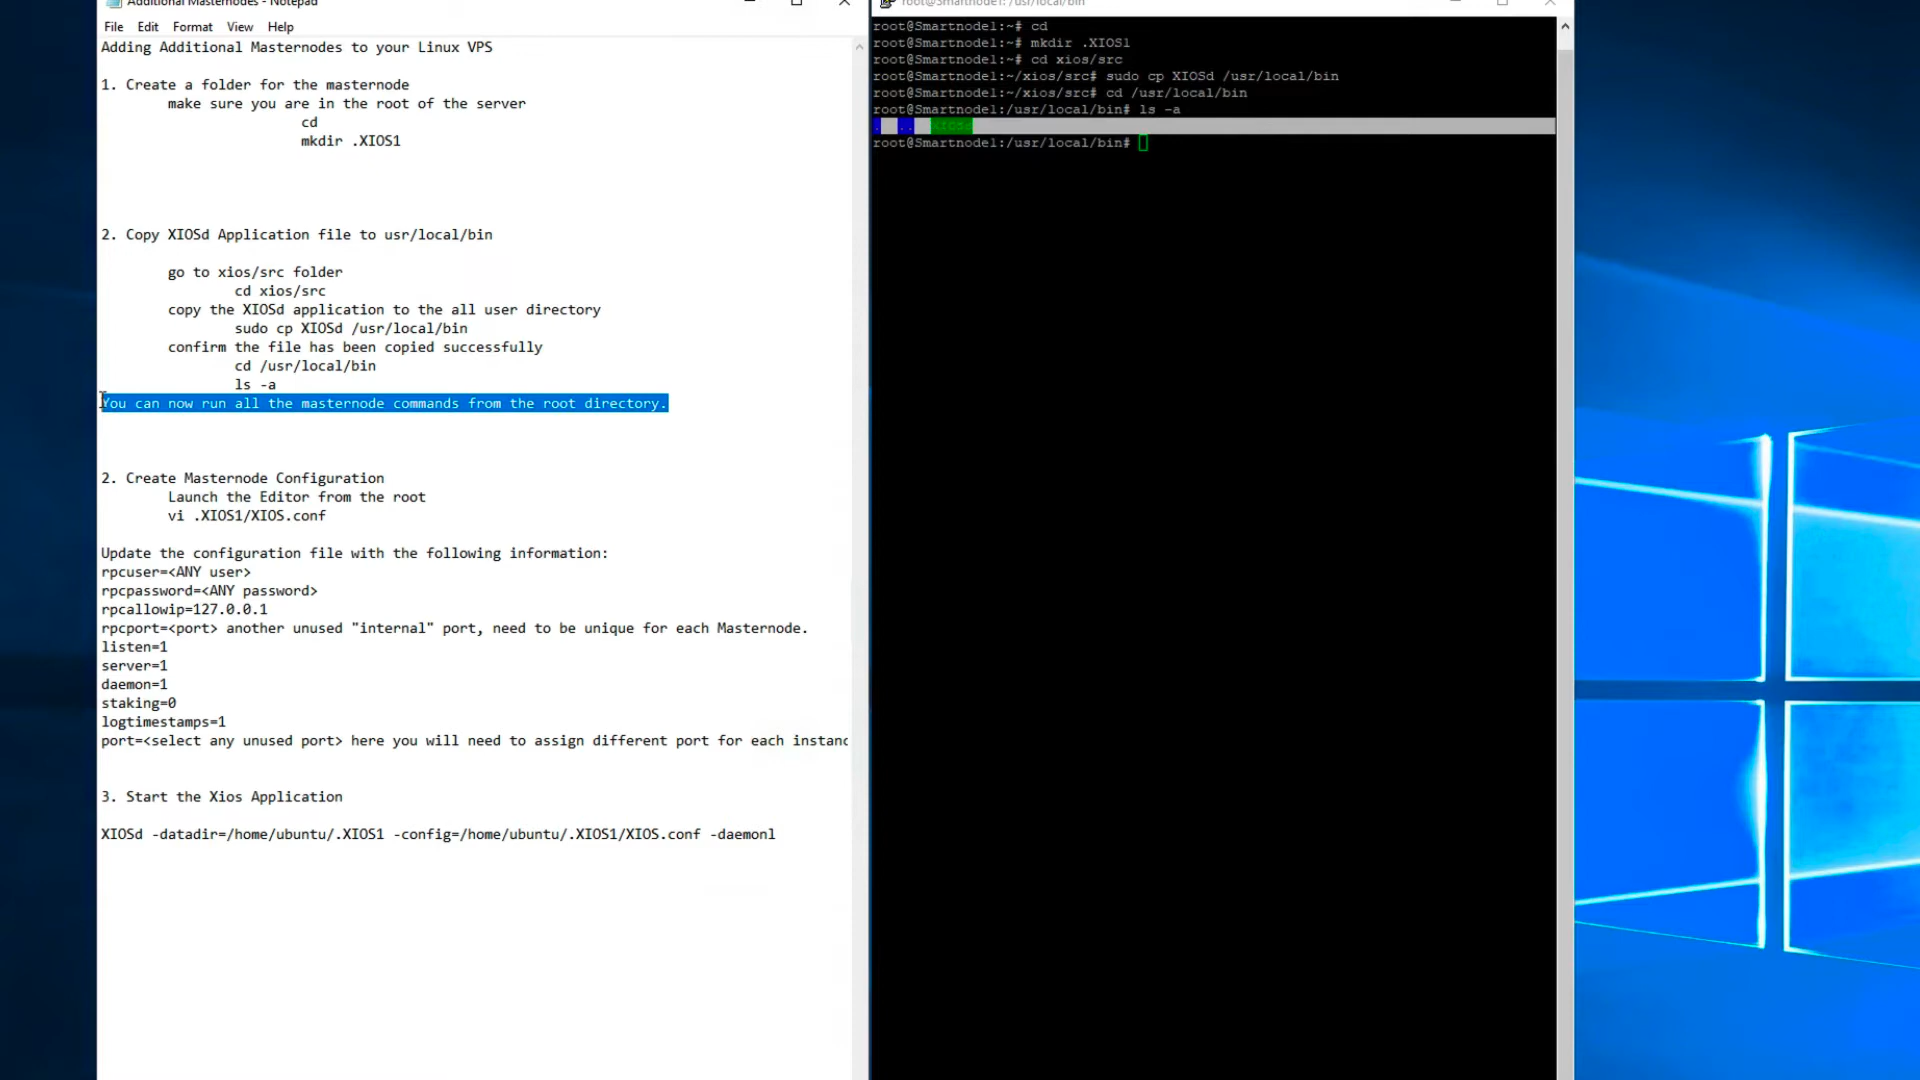 Additional Masternodes - Notepad
File Edit Format View Help
Adding Additional Masternodes to your Linux VPS
1. Create a folder for the masternode
make sure you are in the root of the server
cd
mkdir .XIOS1
2. Copy XIOSd Application file to usr/local/bin
go to xios/src folder
cd xios/src
copy the XIOSd application to the all user directory
sudo cp XIOSd /usr/local/bin
confirm the file has been copied successfully
cd /usr/local/bin
ls -a
You can now run all the masternode commands from the root directory.
2. Create Masternode Configuration
Launch the Editor from the root
vi .XIOS1/XIOS.conf
Update the configuration file with the following information:
rpcuser=<ANY user>
rpcpassword=<ANY password>
rpcallowip=127.0.0.1
rpcport=<port> another unused "internal" port, need to be unique for each Masternode.
listen=1
server=1
daemon=1
staking=0
logtimestamps=1
port=<select any unused port> here you will need to assign different port for each instanc
3. Start the Xios Application
XIOSd -datadir=/home/ubuntu/.XIOS1 -config=/home/ubuntu/.XIOS1/XIOS.conf -daemonl
root@Smartnode1: /usr/local/bin
root@Smartnode1:~# cd
root@Smartnode1:~# mkdir .XIOS1
root@Smartnode1:~# cd xios/src
root@Smartnode1:~/xios/src# sudo cp XIOSd /usr/local/bin
root@Smartnode1:~/xios/src# cd /usr/local/bin
root@Smartnode1:/usr/local/bin# ls -a
. .. XIOSd
root@Smartnode1:/usr/local/bin#